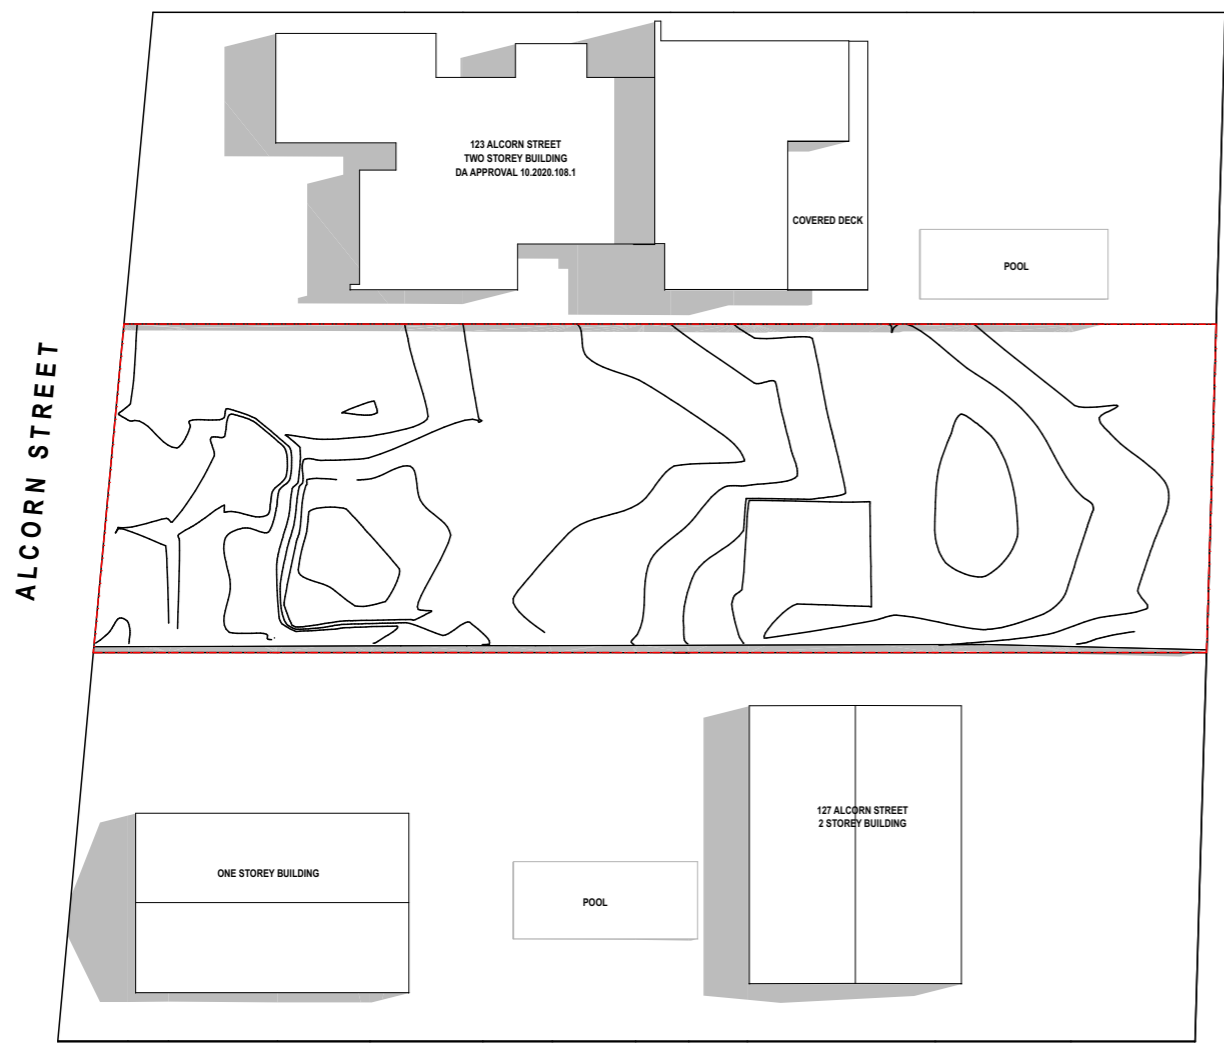 123 ALCORN STREET
TWO STOREY BUILDING
DA APPROVAL 10.2020.108.1
COVERED DECK
POOL
ALCORN STREET
127 ALCORN STREET
2 STOREY BUILDING
ONE STOREY BUILDING
POOL